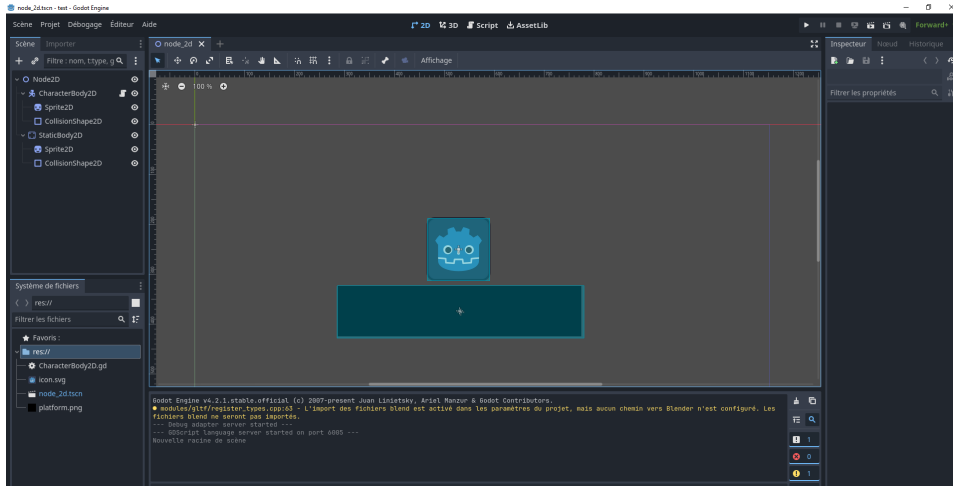 node_2d.tscn - test - Godot Engine
Scène Projet Débogage Éditeur Aide
2D 3D Script AssetLib
Forward+
Scène Importer
node_2d
Inspecteur Nœud Historique
Filtre : nom, t:type, g
Affichage
Node2D
CharacterBody2D
Sprite2D
CollisionShape2D
StaticBody2D
Sprite2D
CollisionShape2D
100 %
Filtrer les propriétés
Système de fichiers
res://
Filtrer les fichiers
Favoris :
res://
CharacterBody2D.gd
icon.svg
node_2d.tscn
platform.png
Godot Engine v4.2.1.stable.official (c) 2007-present Juan Linietsky, Ariel Manzur & Godot Contributors.
modules/gltf/register_types.cpp:63 - L'import des fichiers blend est activé dans les paramètres du projet, mais aucun chemin vers Blender n'est configuré. Les
fichiers blend ne seront pas importés.
--- Debug adapter server started ---
--- GDScript language server started on port 6005 ---
Nouvelle racine de scène
1
0
1